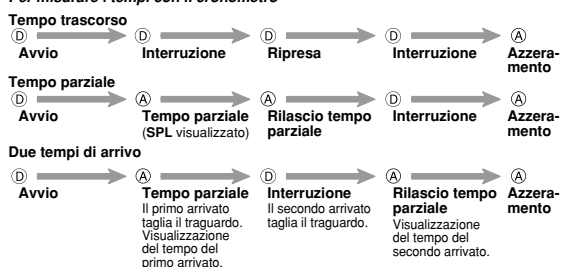 Per misurare i tempi con il cronometro
Tempo trascorso
D D D D A
Avvio Interruzione Ripresa Interruzione Azzera-
mento
Tempo parziale
D A A D A
Avvio Tempo parziale Rilascio tempo Interruzione Azzera-
(SPL visualizzato) parziale mento
Due tempi di arrivo
D A D A A
Avvio Tempo parziale Interruzione Rilascio tempo Azzera-
Il primo arrivato Il secondo arrivato parziale mento
taglia il traguardo. taglia il traguardo. Visualizzazione
Visualizzazione del tempo del
del tempo del secondo arrivato.
primo arrivato.